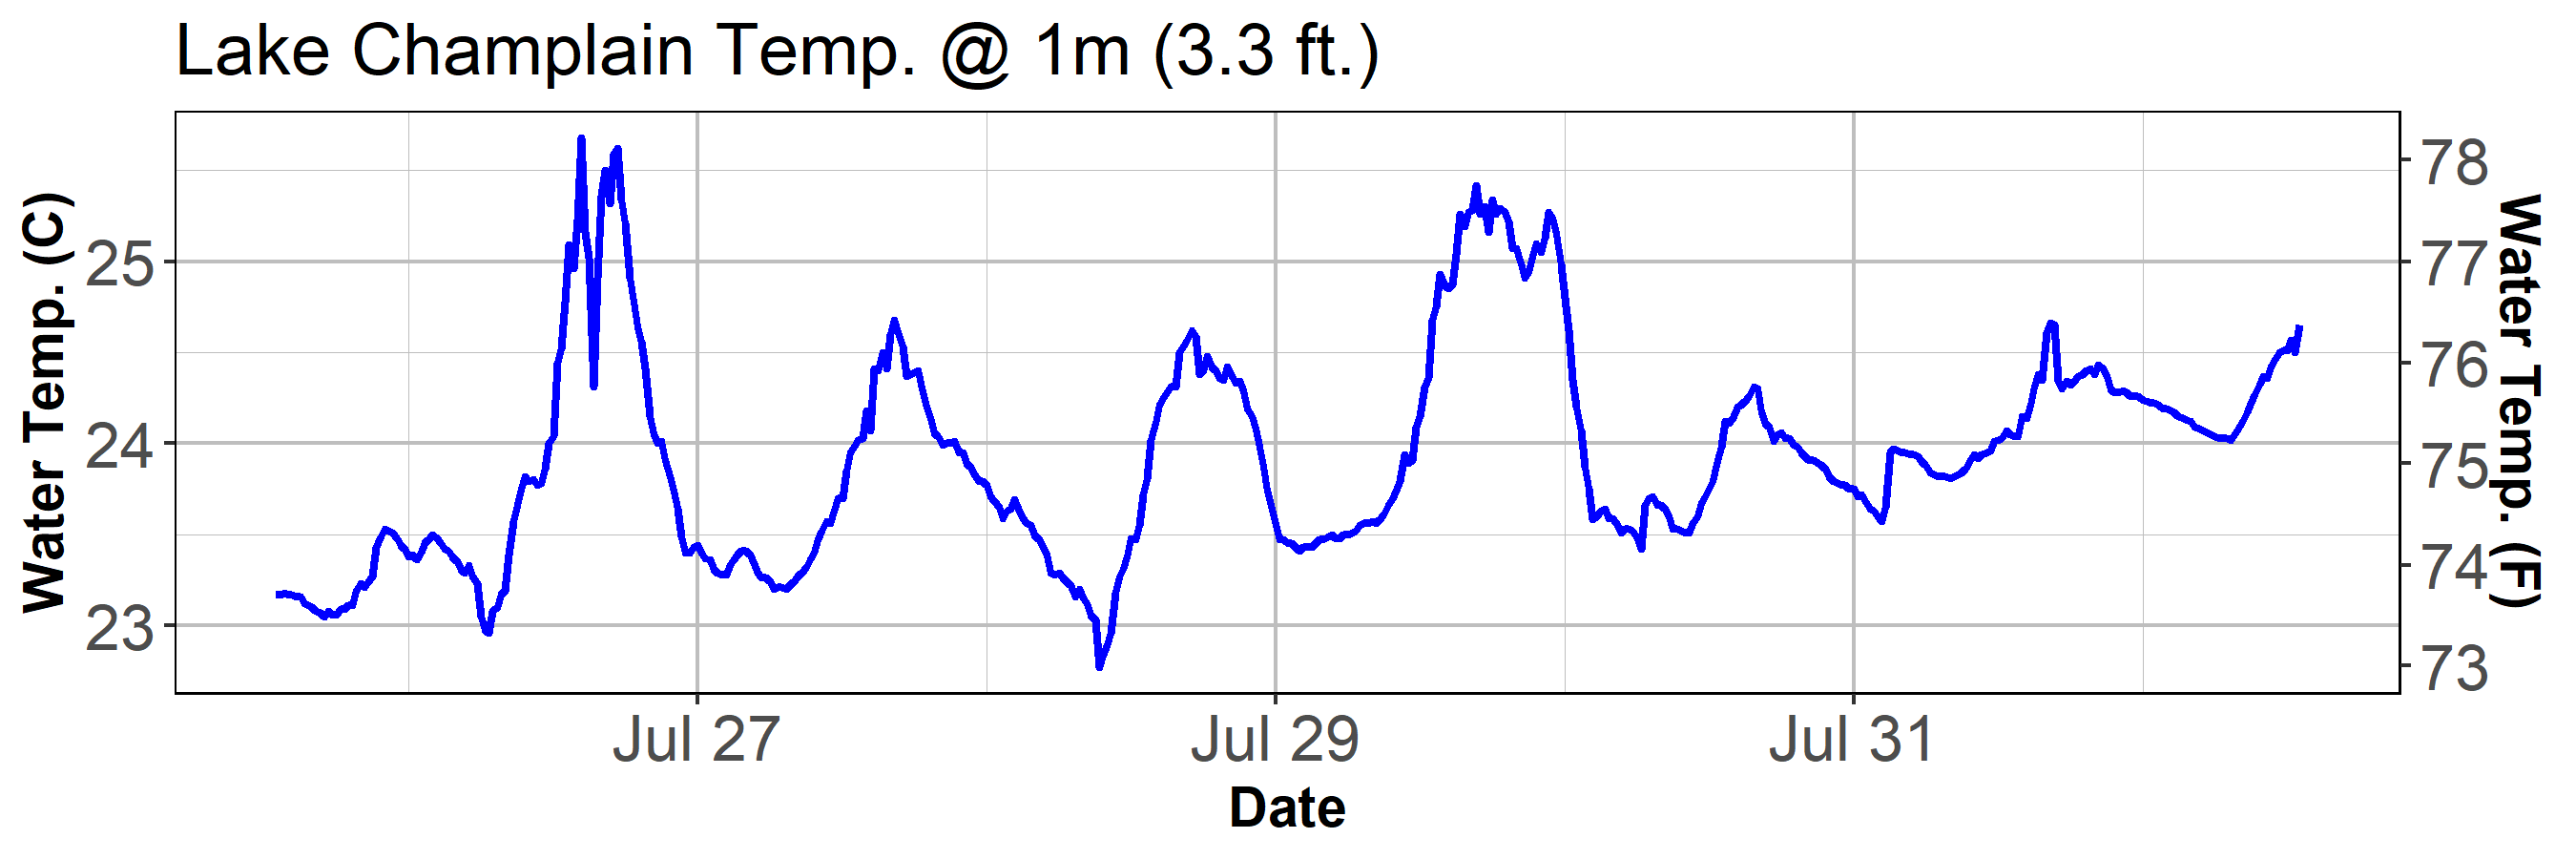 Lake Champlain Temp. @ 1m (3.3 ft.)
Water Temp. (C)
25
24
23
78
77
76
75
74
73
Water Temp. (F)
Jul 27
Jul 29
Jul 31
Date